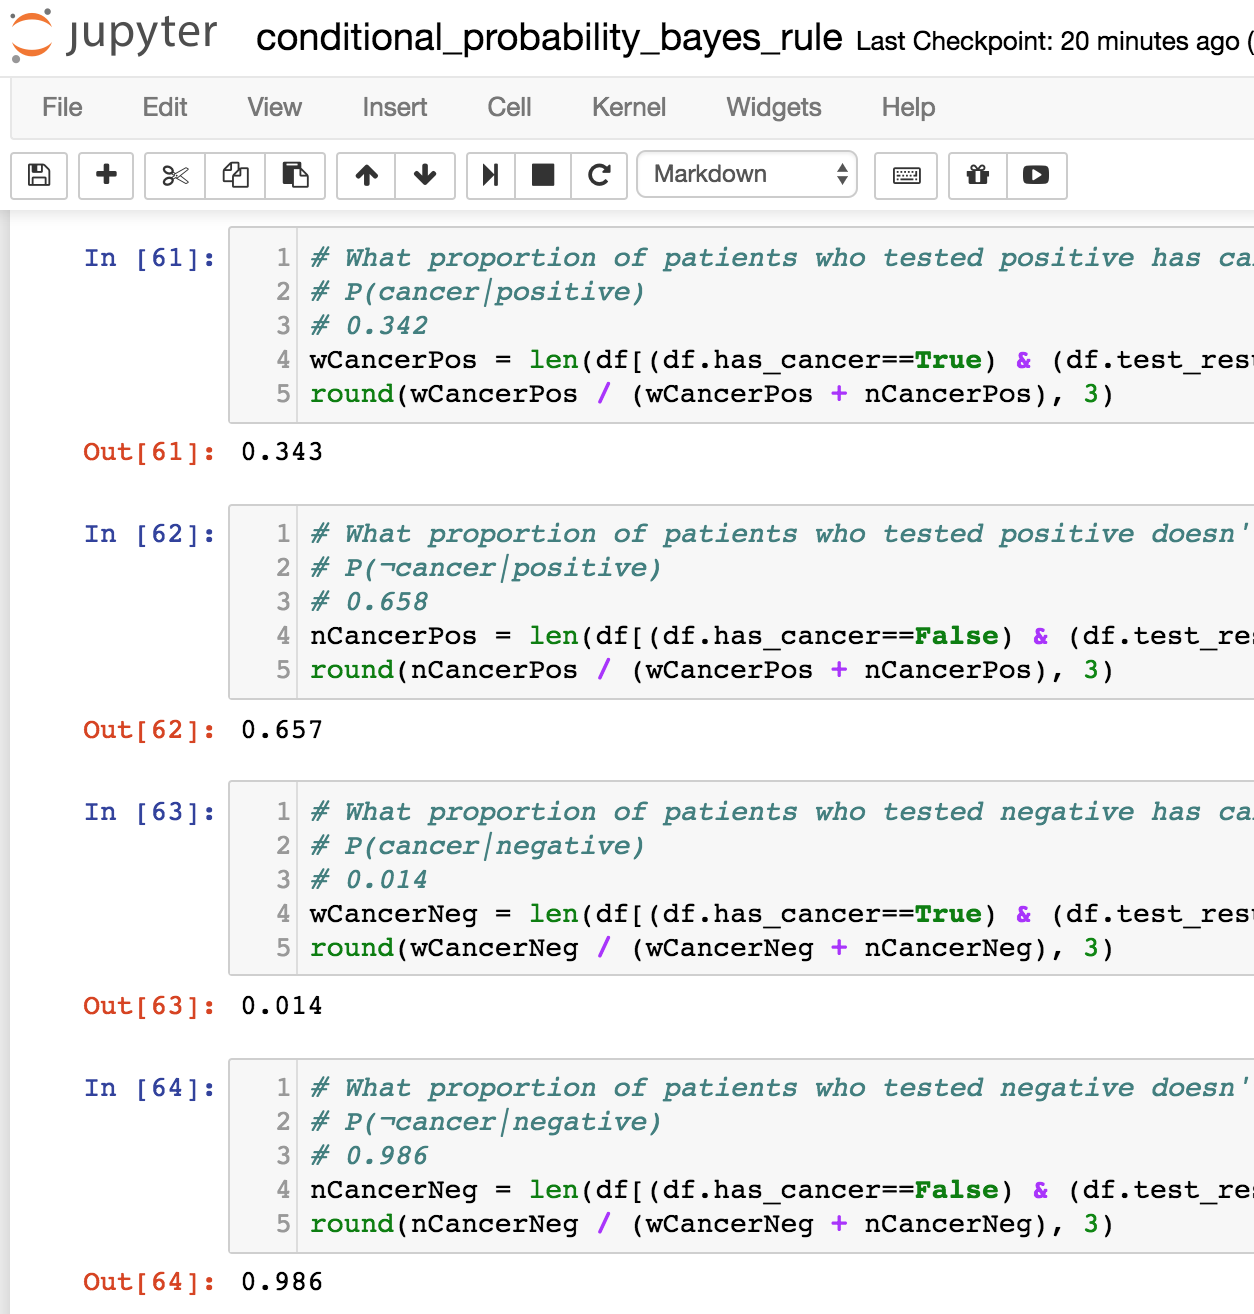 jupyter conditional_probability_bayes_rule Last Checkpoint: 20 minutes ago (
File Edit View Insert Cell Kernel Widgets Help
Markdown
In [61]:
1 # What proportion of patients who tested positive has
2 # P(cancer|positive)
3 # 0.342
4 wCancerPos = len(df[(df.has_cancer==True) & (df.test_
5 round(wCancerPos / (wCancerPos + nCancerPos), 3)
Out[61]: 0.343
In [62]:
1 # What proportion of patients who tested positive doesn'
2 # P(¬cancer|positive)
3 # 0.658
4 nCancerPos = len(df[(df.has_cancer==False) & (df.test_
5 round(nCancerPos / (wCancerPos + nCancerPos), 3)
Out[62]: 0.657
In [63]:
1 # What proportion of patients who tested negative has
2 # P(cancer|negative)
3 # 0.014
4 wCancerNeg = len(df[(df.has_cancer==True) & (df.test_
5 round(wCancerNeg / (wCancerNeg + nCancerNeg), 3)
Out[63]: 0.014
In [64]:
1 # What proportion of patients who tested negative doesn'
2 # P(¬cancer|negative)
3 # 0.986
4 nCancerNeg = len(df[(df.has_cancer==False) & (df.test_
5 round(nCancerNeg / (wCancerNeg + nCancerNeg), 3)
Out[64]: 0.986